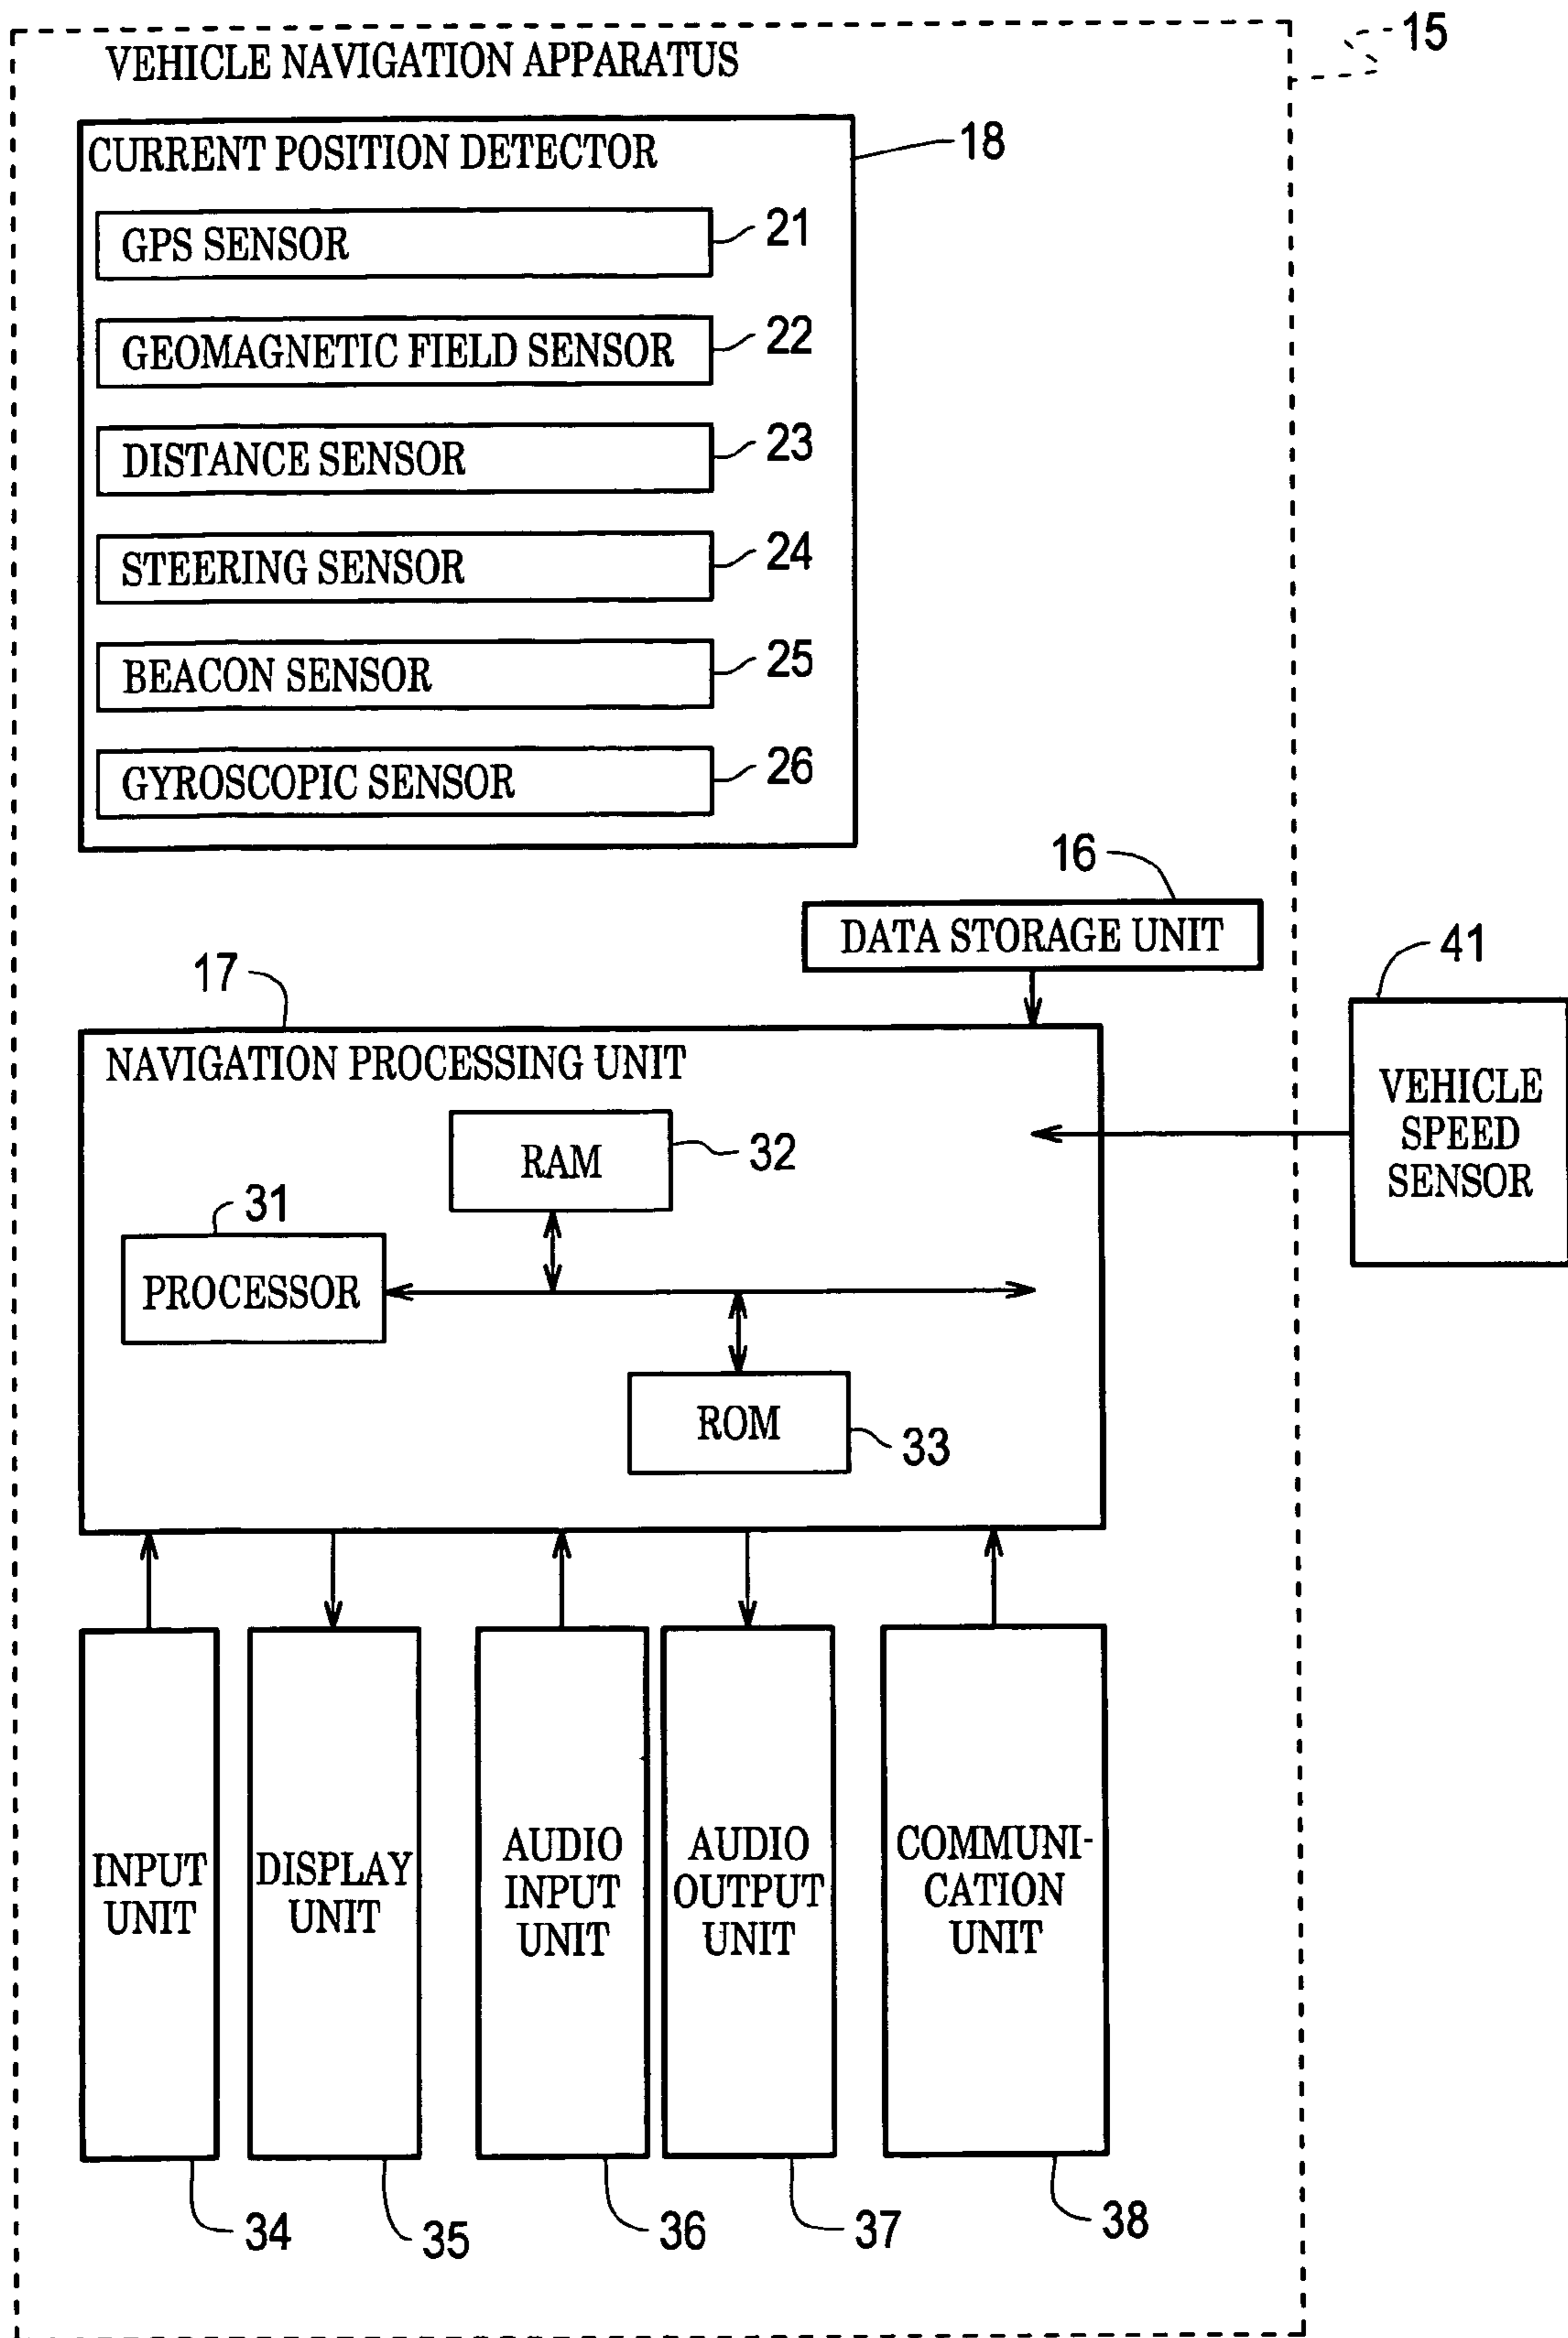 15
VEHICLE NAVIGATION APPARATUS
CURRENT POSITION DETECTOR
18
GPS SENSOR
21
GEOMAGNETIC FIELD SENSOR
22
DISTANCE SENSOR
23
STEERING SENSOR
24
BEACON SENSOR
25
GYROSCOPIC SENSOR
26
16
DATA STORAGE UNIT
41
VEHICLE
SPEED
SENSOR
17
NAVIGATION PROCESSING UNIT
RAM
32
31
PROCESSOR
ROM
33
INPUT
UNIT
DISPLAY
UNIT
AUDIO
INPUT
UNIT
AUDIO
OUTPUT
UNIT
COMMUNI-
CATION
UNIT
34
35
36
37
38